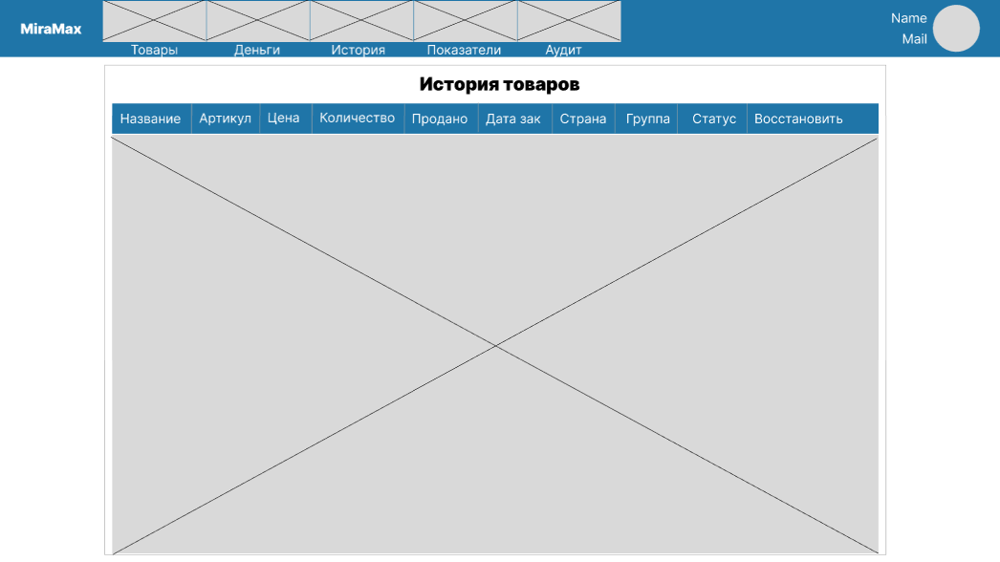 MiraMax
Товары Деньги История Показатели Аудит
Name
Mail
История товаров
Название Артикул Цена Количество Продано Дата зак Страна Группа Статус Восстановить